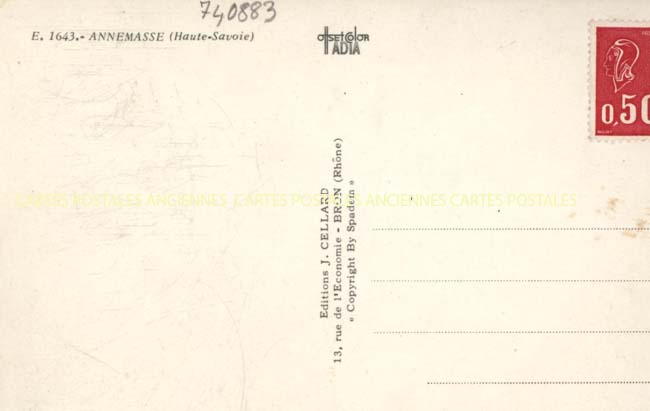 740883
E. 1643.- ANNEMASSE (Haute-Savoie)
OFFSETCOLOR
IADIA
0,50
CARTES POSTALES ANCIENNES CARTES POSTALES ANCIENNES CARTES POSTALES
Editions J. CELLARD
13, rue de l'Economie - BRON (Rhône)
« Copyright By Spadem »